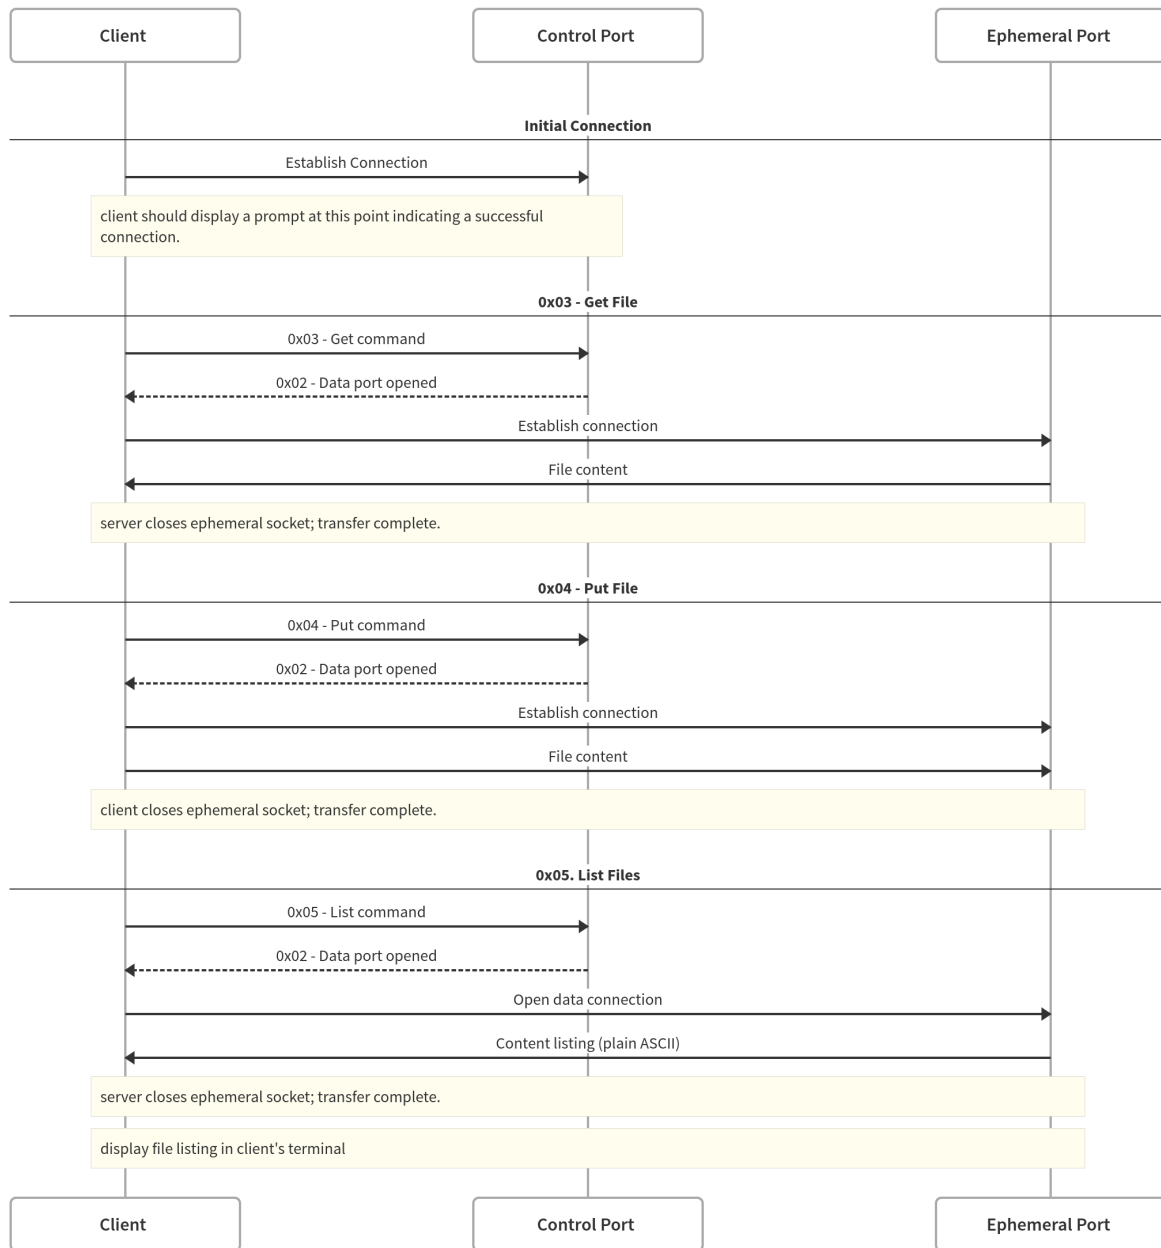 Client
Control Port
Ephemeral Port
Initial Connection
Establish Connection
client should display a prompt at this point indicating a successful
connection.
0x03 - Get File
0x03 - Get command
0x02 - Data port opened
Establish connection
File content
server closes ephemeral socket; transfer complete.
0x04 - Put File
0x04 - Put command
0x02 - Data port opened
Establish connection
File content
client closes ephemeral socket; transfer complete.
0x05. List Files
0x05 - List command
0x02 - Data port opened
Open data connection
Content listing (plain ASCII)
server closes ephemeral socket; transfer complete.
display file listing in client's terminal
Client
Control Port
Ephemeral Port